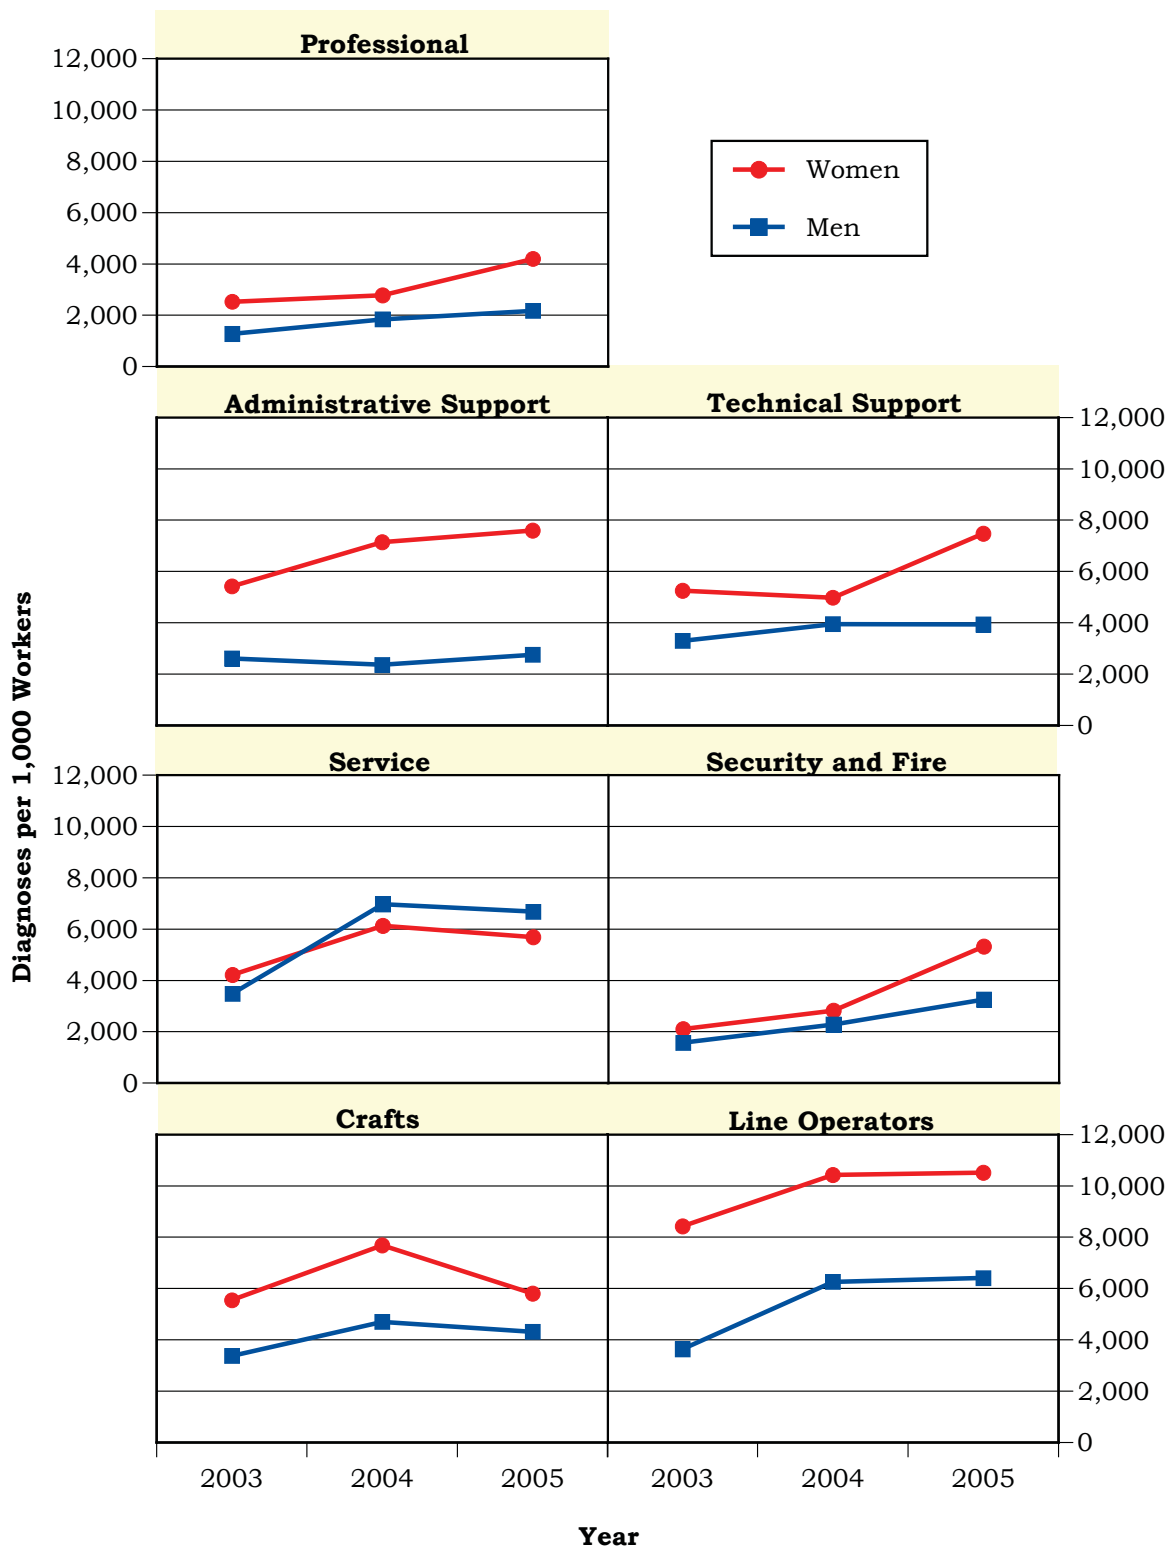 Professional
12,000
10,000
8,000
6,000
4,000
2,000
0
Women
Men
Administrative Support
Technical Support
12,000
10,000
8,000
6,000
4,000
2,000
0
Diagnoses per 1,000 Workers
Service
Security and Fire
12,000
10,000
8,000
6,000
4,000
2,000
0
Crafts
Line Operators
12,000
10,000
8,000
6,000
4,000
2,000
0
2003 2004 2005 2003 2004 2005
Year